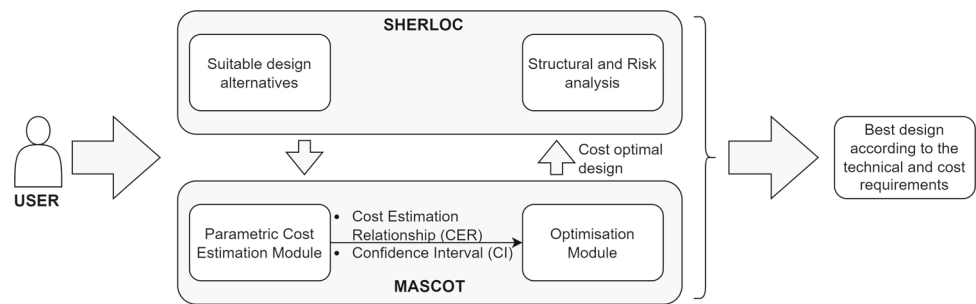 SHERLOC
Suitable design
alternatives
Structural and Risk
analysis
USER
Cost optimal
design
Best design
according to the
technical and cost
requirements
Parametric Cost
Estimation Module
• Cost Estimation
Relationship (CER)
• Confidence Interval (CI)
Optimisation
Module
MASCOT